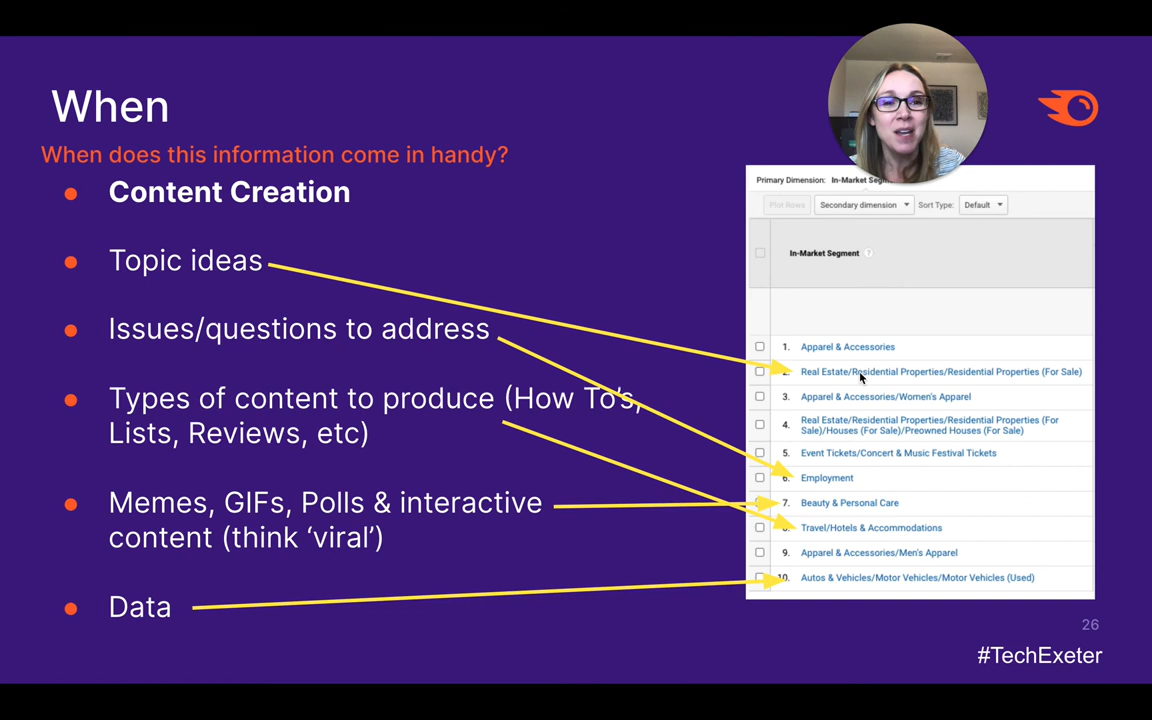 When
When does this information come in handy?
Content Creation
Topic ideas
Issues/questions to address
Types of content to produce (How To's,
Lists, Reviews, etc)
Memes, GIFs, Polls & interactive
content (think 'viral')
Data
Primary Dimension: In-Market
Plot Rows Secondary dimension Sort Type: Default
In-Market Segment
1. Apparel & Accessories
2. Real Estate/Residential Properties/Residential Properties (For Sale)
3. Apparel & Accessories/Women's Apparel
4. Real Estate/Residential Properties/Residential Properties (For
Sale)/Houses (For Sale)/Preowned Houses (For Sale)
5. Event Tickets/Concert & Music Festival Tickets
6. Employment
7. Beauty & Personal Care
8. Travel/Hotels & Accommodations
9. Apparel & Accessories/Men's Apparel
10. Autos & Vehicles/Motor Vehicles/Motor Vehicles (Used)
26
#TechExeter